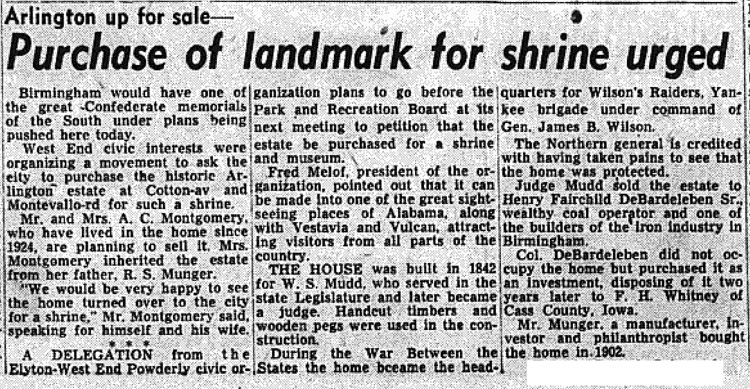 Arlington up for sale—
Purchase of landmark for shrine urged
Birmingham would have one of
the great Confederate memorials
of the South under plans being
pushed here today.
West End civic interests were
organizing a movement to ask the
city to purchase the historic Ar-
lington estate at Cotton-av and
Montevallo-rd for such a shrine.
Mr. and Mrs. A. C. Montgomery,
who have lived in the home since
1924, are planning to sell it. Mrs.
Montgomery inherited the estate
from her father, R. S. Munger.
"We would be very happy to see
the home turned over to the city
for a shrine," Mr. Montgomery said,
speaking for himself and his wife.
* * *
A DELEGATION from the
Elyton-West End Powderly civic or-
ganization plans to go before the
Park and Recreation Board at its
next meeting to petition that the
estate be purchased for a shrine
and museum.
Fred Melof, president of the or-
ganization, pointed out that it can
be made into one of the great sight-
seeing places of Alabama, along
with Vestavia and Vulcan, attract-
ing visitors from all parts of the
country.
THE HOUSE was built in 1842
for W. S. Mudd, who served in the
state Legislature and later became
a judge. Handcut timbers and
wooden pegs were used in the con-
struction.
During the War Between the
States the home bceame the head-
quarters for Wilson's Raiders, Yan-
kee brigade under command of
Gen. James B. Wilson.
The Northern general is credited
with having taken pains to see that
the home was protected.
Judge Mudd sold the estate to
Henry Fairchild DeBardeleben Sr.,
wealthy coal operator and one of
the builders of the iron industry in
Birmingham.
Col. DeBardeleben did not oc-
cupy the home but purchased it as
an investment, disposing of it two
years later to F. H. Whitney of
Cass County, Iowa.
Mr. Munger, a manufacturer, in-
vestor and philanthropist bought
the home in 1902.